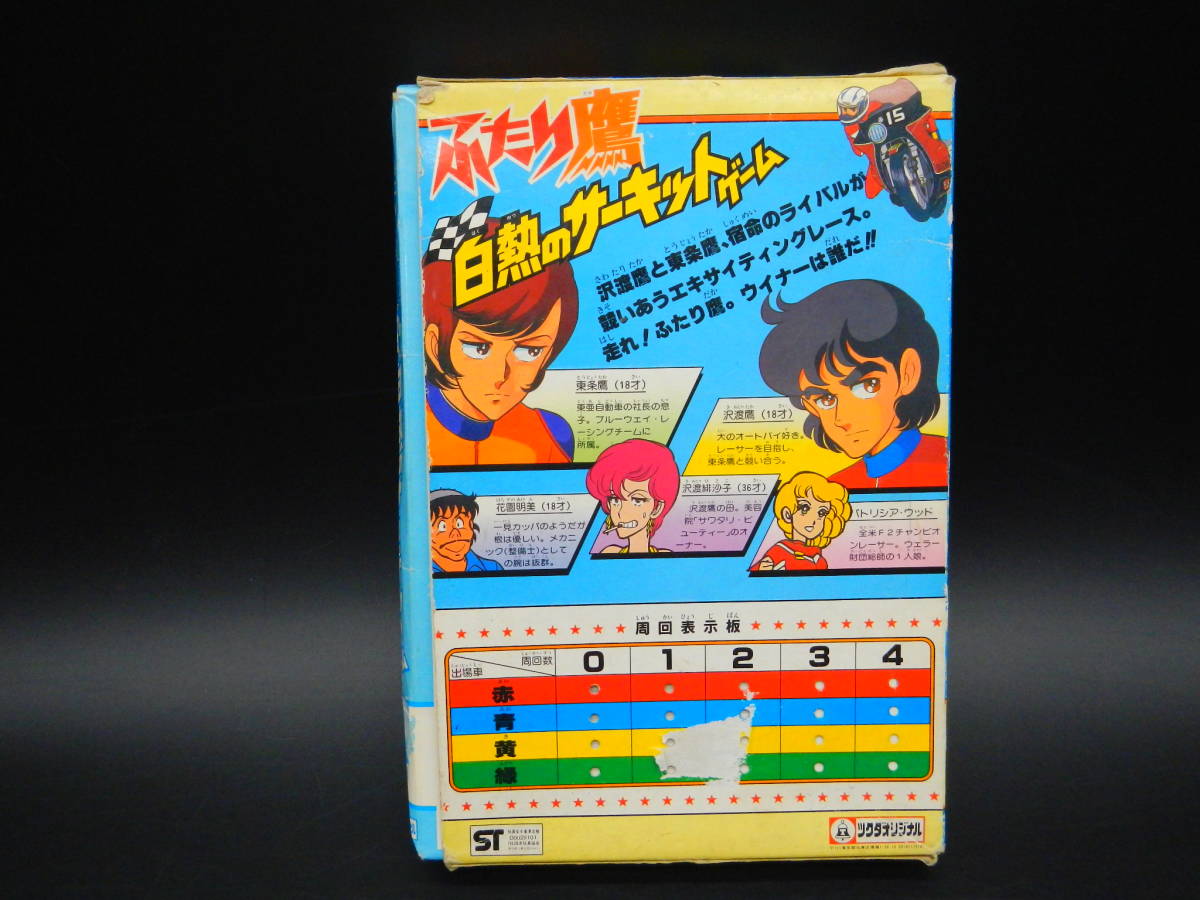 ふたり鷹
白熱のサーキットゲーム
15
沢渡鷹と東条鷹、宿命のライバルが
競いあうエキサイティングレース。
走れ！ふたり鷹。ウイナーは誰だ!!
東条鷹（18才）
東亜自動車の社長の息
子。ブルーウェイ・レ
ーシングチームに
所属。
沢渡鷹（18才）
大のオートバイ好き。
レーサーを目指し、
東条鷹と競い合う。
花園明美（18才）
一見カッパのようだが
根は優しい。メカニ
ック(整備士)として
の腕は抜群。
沢渡緋沙子（36才）
沢渡鷹の母。美容
院「サワタリ・ビ
ューティー」のオ
ーナー。
パトリシア・ウッド
全米F2チャンピオ
ンレーサー。ウェラー
財団総帥の1人娘。
周回表示板
周回数
出場車
0 1 2 3 4
赤
青
黄
緑
ST
ツクダオリジナル